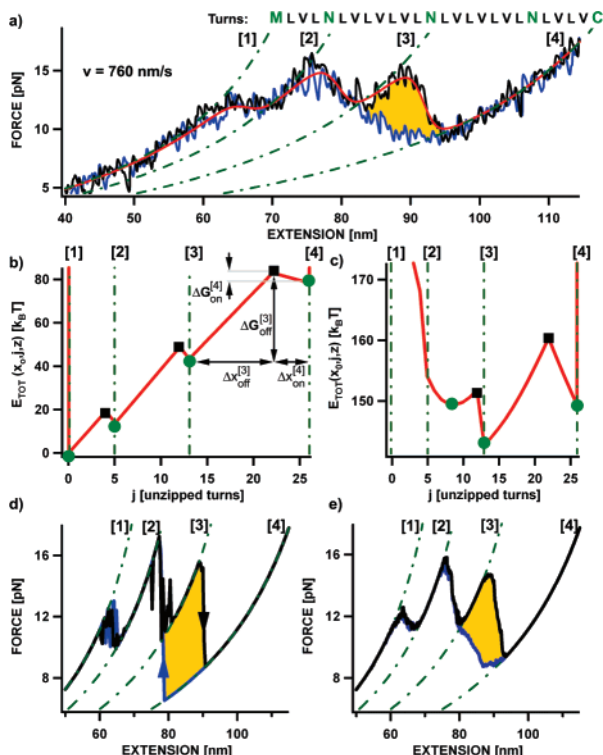 Turns: M L V L N L V L V L V L N L V L V L V L V N L V L V C
a)
[1] [2] [3] [4]
v = 760 nm/s
FORCE [pN]
15
10
5
40 50 60 70 80 90 100 110
EXTENSION [nm]
b) [1] [2] [3] [4]
E_TOT (x_0,j,z) [k_BT]
80
60
40
20
0
ΔG_on^[4]
ΔG_off^[3]
Δx_off^[3] Δx_on^[4]
0 5 10 15 20 25
j [unzipped turns]
c) [1] [2] [3] [4]
E_TOT(x_0,j,z) [k_BT]
170
160
150
0 5 10 15 20 25
j [unzipped turns]
d) [1] [2] [3] [4]
FORCE [pN]
16
12
8
60 80 100
EXTENSION [nm]
e) [1] [2] [3] [4]
FORCE [pN]
16
12
8
60 80 100
EXTENSION [nm]